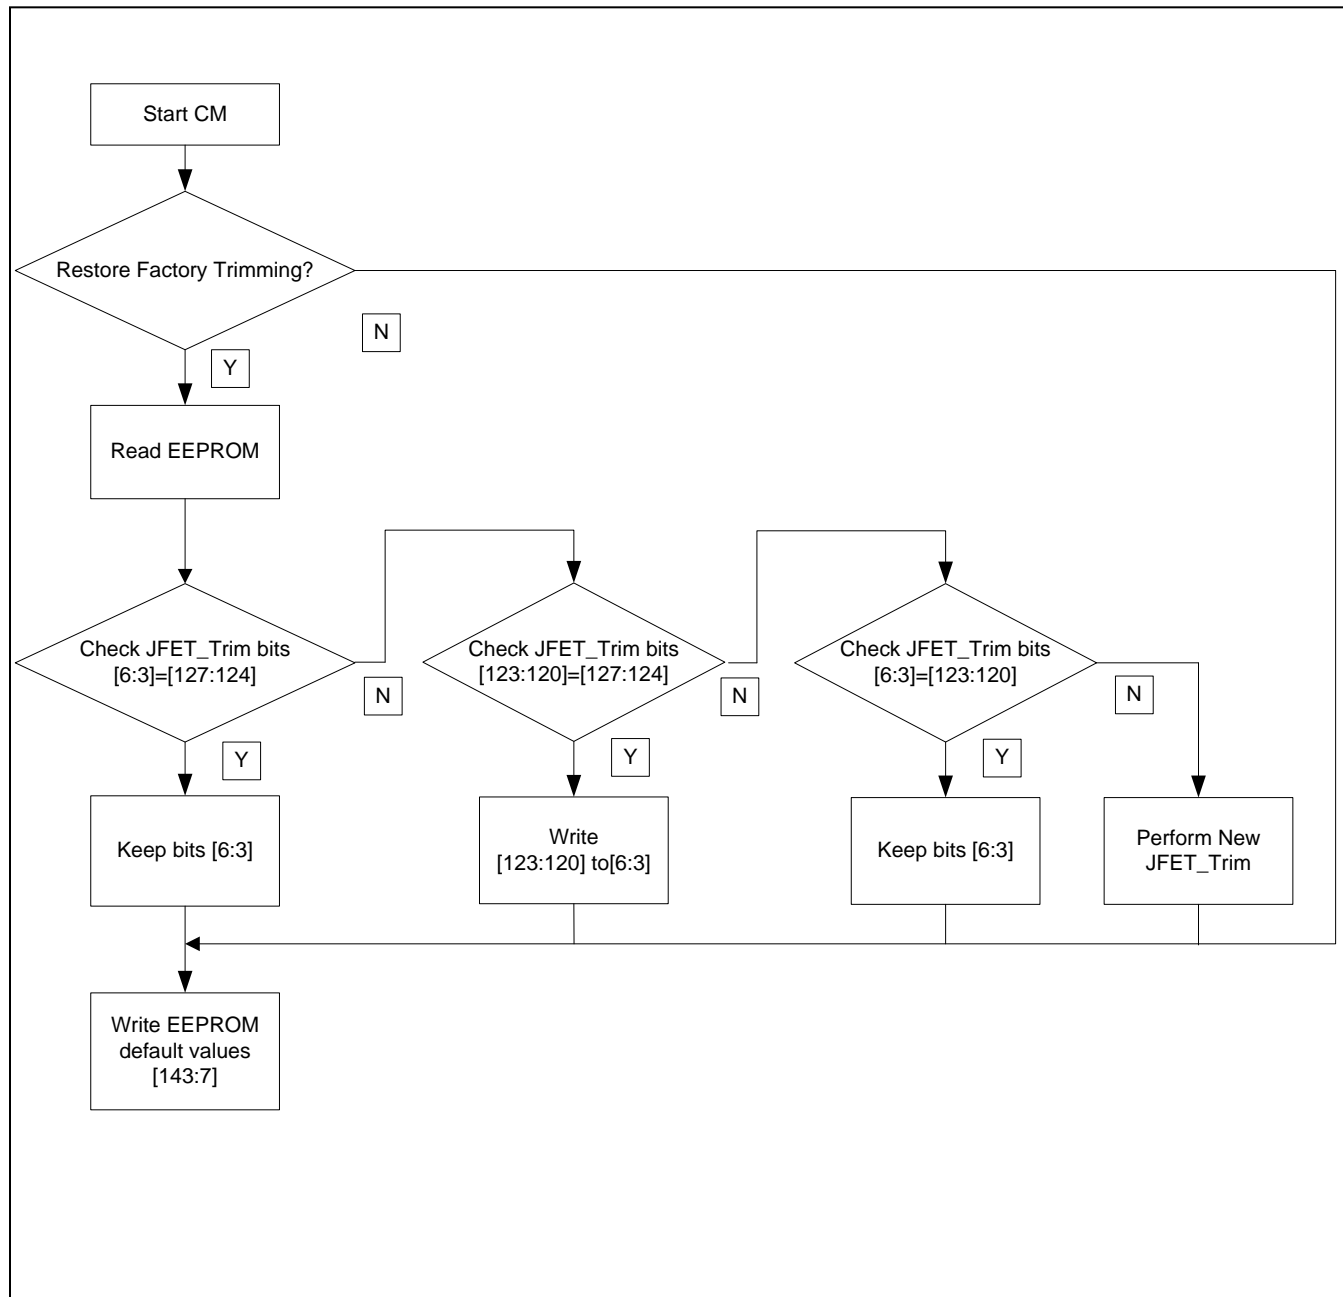 Start CM
Restore Factory Trimming?
N
Y
Read EEPROM
Check JFET_Trim bits
[6:3]=[127:124]
N
Y
Check JFET_Trim bits
[123:120]=[127:124]
N
Y
Check JFET_Trim bits
[6:3]=[123:120]
N
Y
Keep bits [6:3]
Write
[123:120] to[6:3]
Keep bits [6:3]
Perform New
JFET_Trim
Write EEPROM
default values
[143:7]